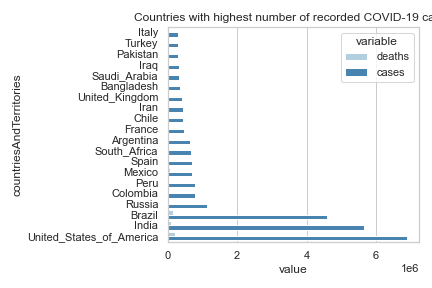 Countries with highest number of recorded COVID-19 ca
variable
deaths
cases
countriesAndTerritories
Italy
Turkey
Pakistan
Iraq
Saudi_Arabia
Bangladesh
United_Kingdom
Iran
Chile
France
Argentina
South_Africa
Spain
Mexico
Peru
Colombia
Russia
Brazil
India
United_States_of_America
0 2 4 6
1e6
value